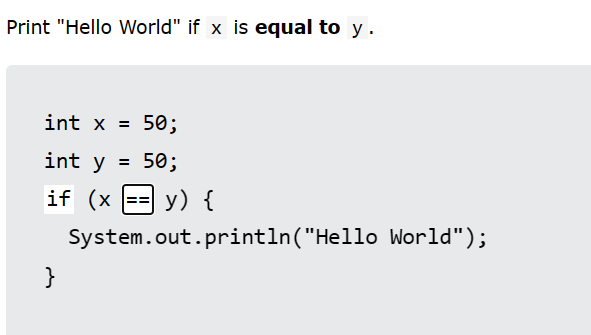 Print "Hello World" if x is equal to y.
int x = 50;
int y = 50;
if (x == y) {
  System.out.println("Hello World");
}